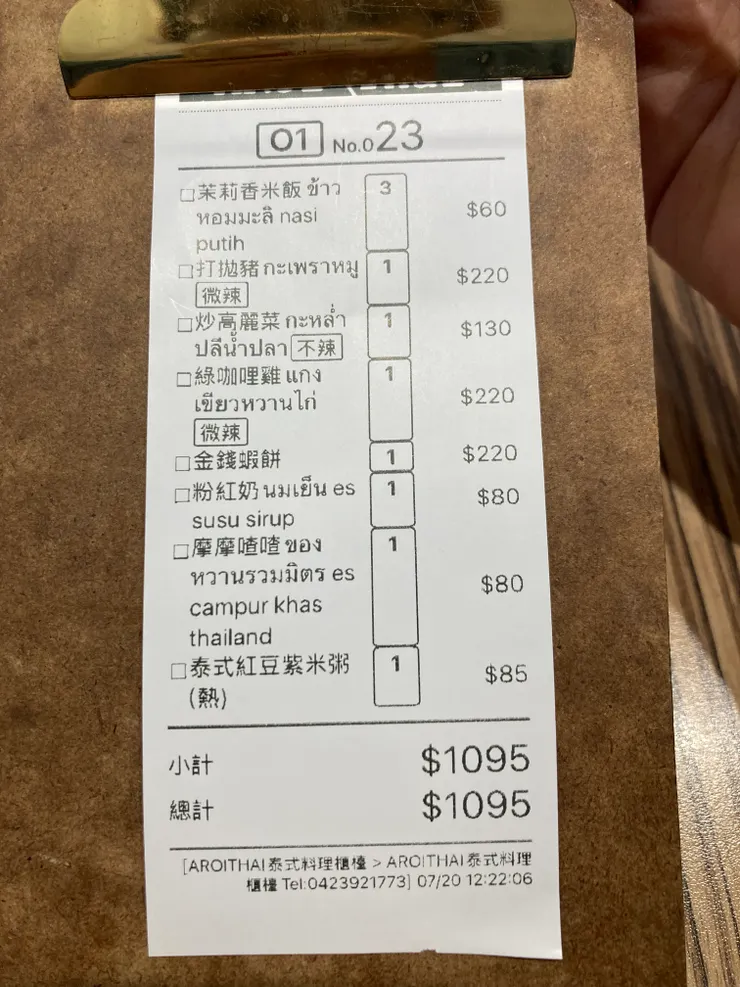 01 No.023
□茉莉香米飯 ข้าว 3
หอมมะลิ nasi $60
putih
□打拋豬 กะเพราหมู 1 $220
微辣
□炒高麗菜 กะหล่ำ 1 $130
ปลีน้ำปลา 不辣
□綠咖哩雞 แกง 1
เขียวหวานไก่ $220
微辣
□金錢蝦餅 1 $220
□粉紅奶 นมเย็น es 1 $80
susu sirup
□摩摩喳喳 ของ 1
หวานรวมมิตร es $80
campur khas
thailand
□泰式紅豆紫米粥 1 $85
(熱)
小計 $1095
總計 $1095
[AROITHAI泰式料理櫃檯 > AROITHAI泰式料理
櫃檯 Tel:0423921773] 07/20 12:22:06